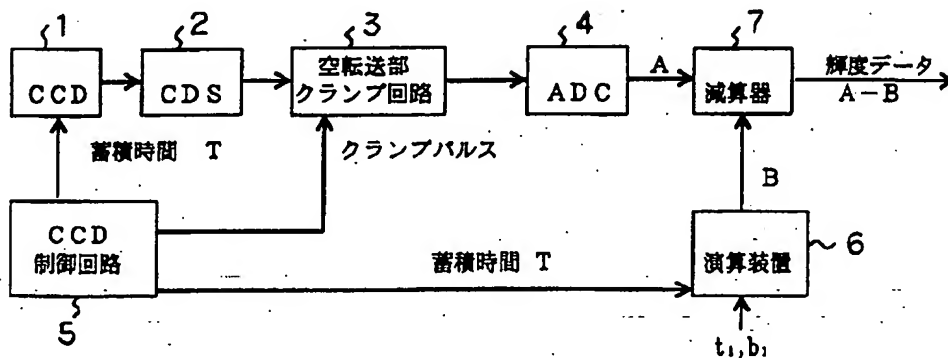 1
2
3
4
7
CCD
CDS
空転送部
クランプ回路
ADC
A
減算器
輝度データ
A-B
蓄積時間 T
クランプパルス
B
CCD
制御回路
蓄積時間 T
演算装置
6
5
t₁,b₁